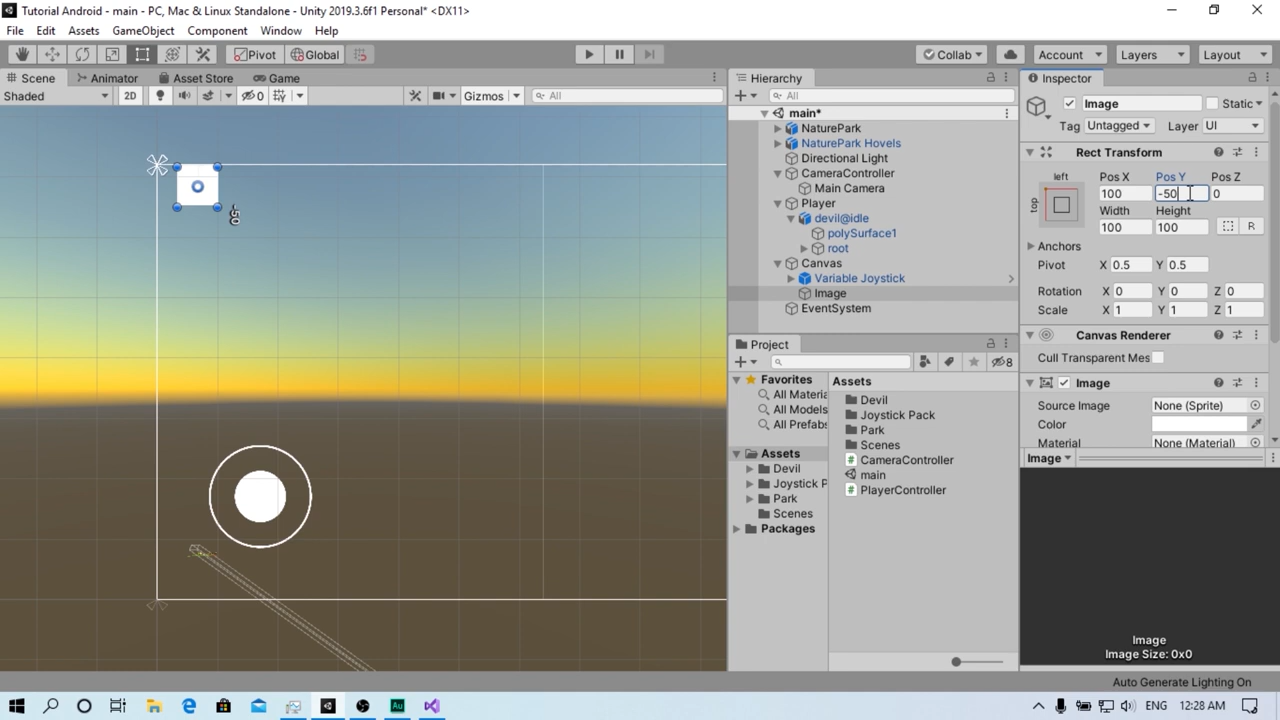 Tutorial Android - main - PC, Mac & Linux Standalone - Unity 2019.3.6f1 Personal* <DX11>
File Edit Assets GameObject Component Window Help
Pivot Global Collab Account Layers Layout
Scene Animator Asset Store Game
Shaded 2D 0 Gizmos All
-50
Hierarchy
All
main*
NaturePark
NaturePark Hovels
Directional Light
CameraController
Main Camera
Player
devil@idle
polySurface1
root
Canvas
Variable Joystick
Image
EventSystem
Project
8
Favorites
All Materia
All Models
All Prefabs
Assets
Devil
Joystick P
Park
Scenes
Packages
Assets
Devil
Joystick Pack
Park
Scenes
CameraController
main
PlayerController
Inspector
Image Static
Tag Untagged Layer UI
Rect Transform
left
top
Pos X Pos Y Pos Z
100 -50 0
Width Height
100 100 R
Anchors
Pivot X 0.5 Y 0.5
Rotation X 0 Y 0 Z 0
Scale X 1 Y 1 Z 1
Canvas Renderer
Cull Transparent Mes
Image
Source Image None (Sprite)
Color
Material None (Material)
Image
Image
Image Size: 0x0
Auto Generate Lighting On
Au
ENG 12:28 AM